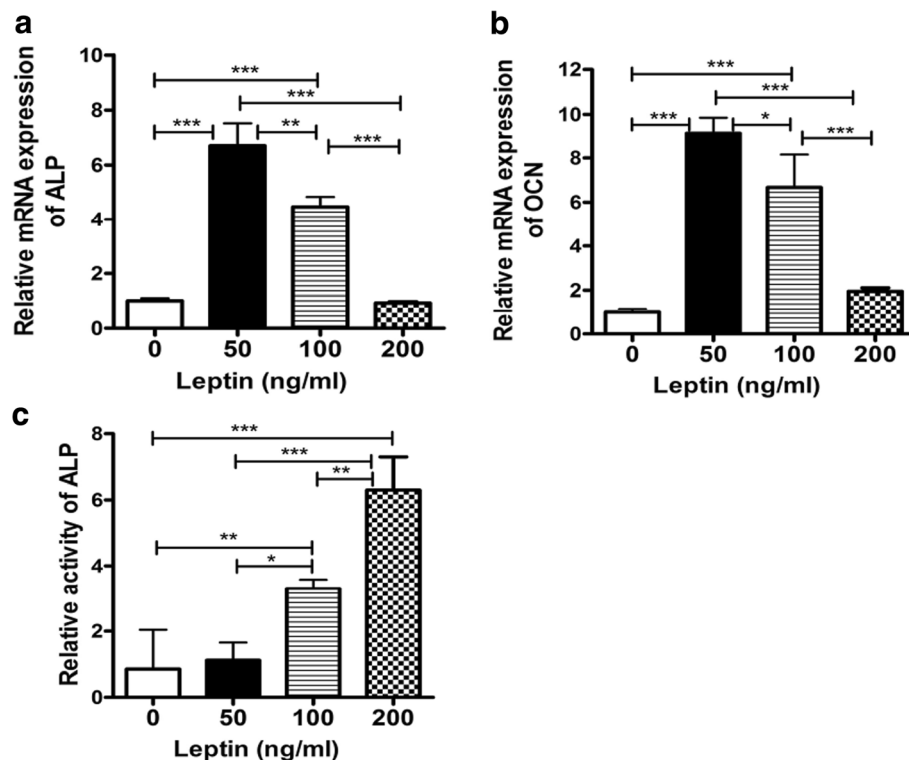 a
Relative mRNA expression
of ALP
10
8
6
4
2
0
***
***
*** ** ***
0 50 100 200
Leptin (ng/ml)
b
Relative mRNA expression
of OCN
12
10
8
6
4
2
0
***
***
*** * ***
0 50 100 200
Leptin (ng/ml)
c
Relative activity of ALP
8
6
4
2
0
***
***
**
**
*
0 50 100 200
Leptin (ng/ml)